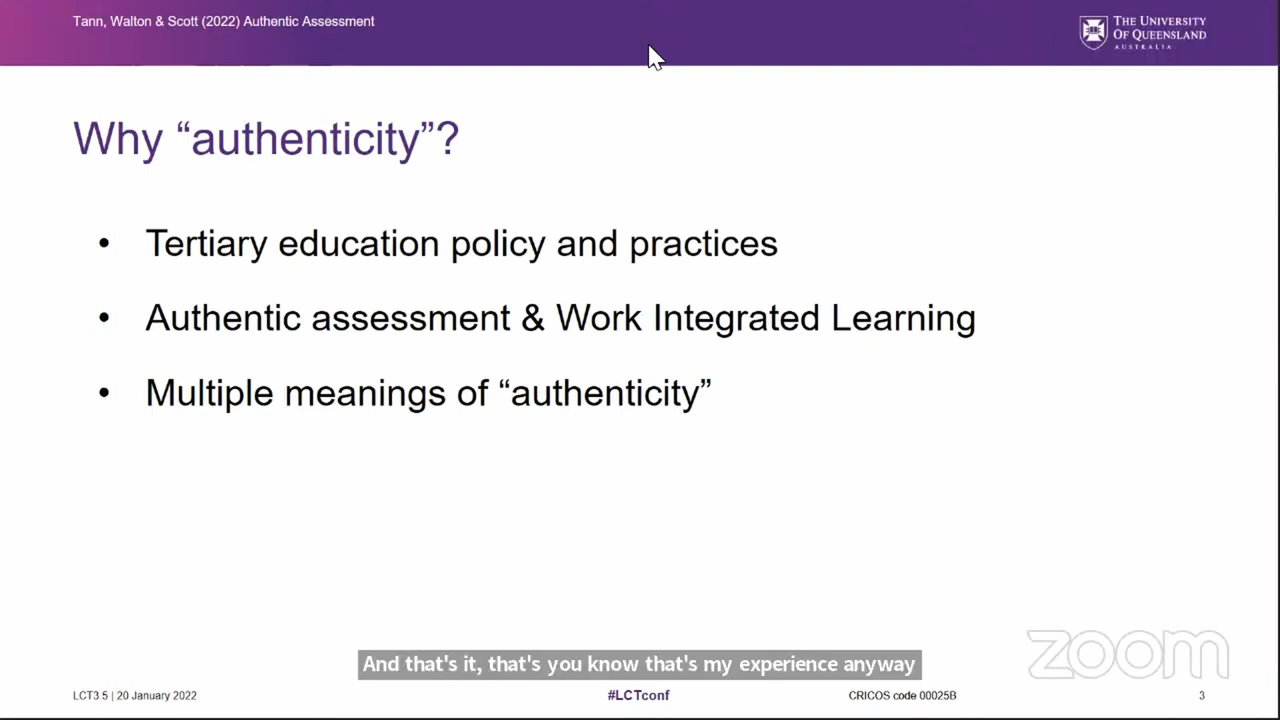 Tann, Walton & Scott (2022) Authentic Assessment
THE UNIVERSITY
OF QUEENSLAND
AUSTRALIA
Why “authenticity”?
• Tertiary education policy and practices
• Authentic assessment & Work Integrated Learning
• Multiple meanings of “authenticity”
zoom
And that's it, that's you know that's my experience anyway
LCT3.5 | 20 January 2022
#LCTconf
CRICOS code 00025B
3